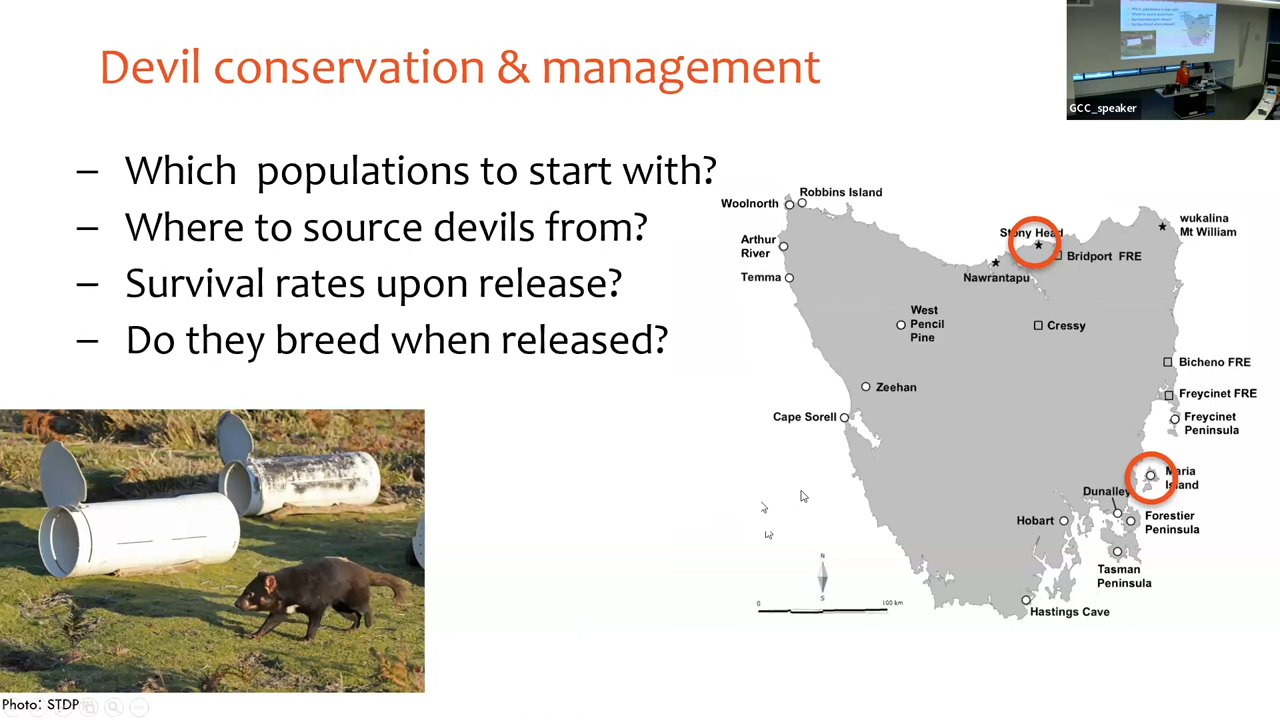 Devil conservation & management
GCC_speaker
– Which populations to start with?
– Where to source devils from?
– Survival rates upon release?
– Do they breed when released?
Robbins Island
Woolnorth
wukalina
Mt William
Stony Head
Arthur
River
Bridport FRE
Temma
Nawrantapu
West
Pencil
Pine
Cressy
Bicheno FRE
Zeehan
Freycinet FRE
Cape Sorell
Freycinet
Peninsula
Maria
Island
Dunalley
Hobart
Forestier
Peninsula
Tasman
Peninsula
N
S
0 100 km
Hastings Cave
Photo: STDP